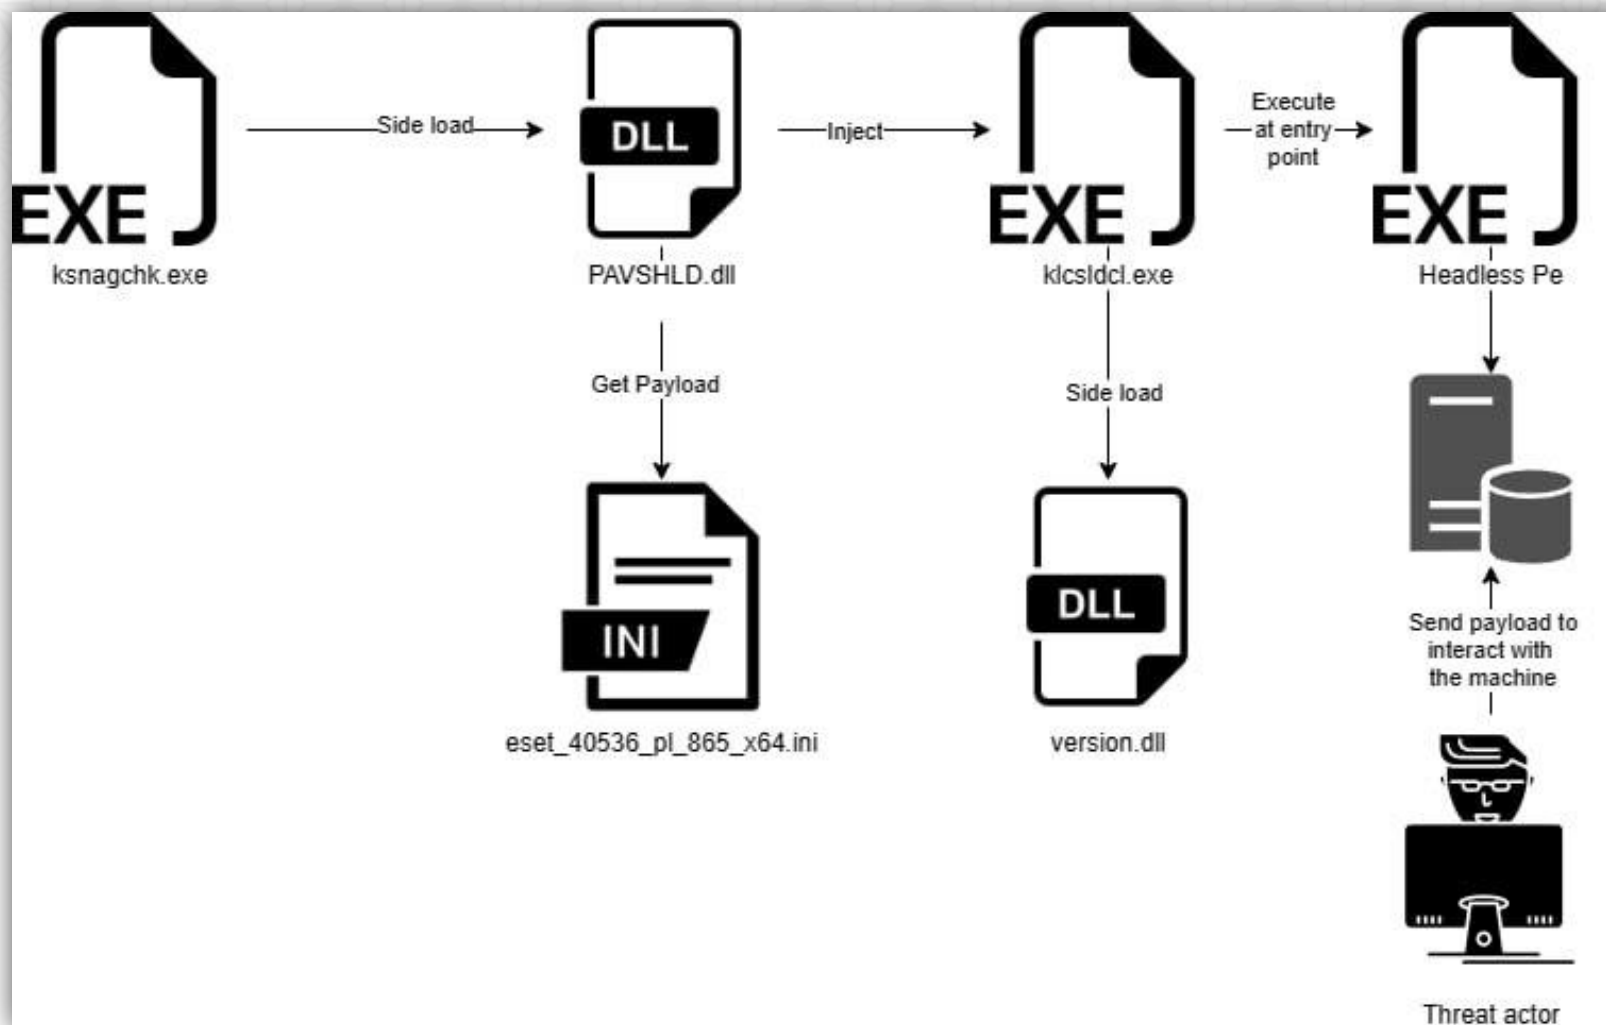 EXE
ksnagchk.exe
Side load
DLL
PAVSHLD.dll
Inject
EXE
klcsldcl.exe
Execute
at entry
point
EXE
Headless Pe
Get Payload
INI
eset_40536_pl_865_x64.ini
Side load
DLL
version.dll
Send payload to
interact with
the machine
Threat actor